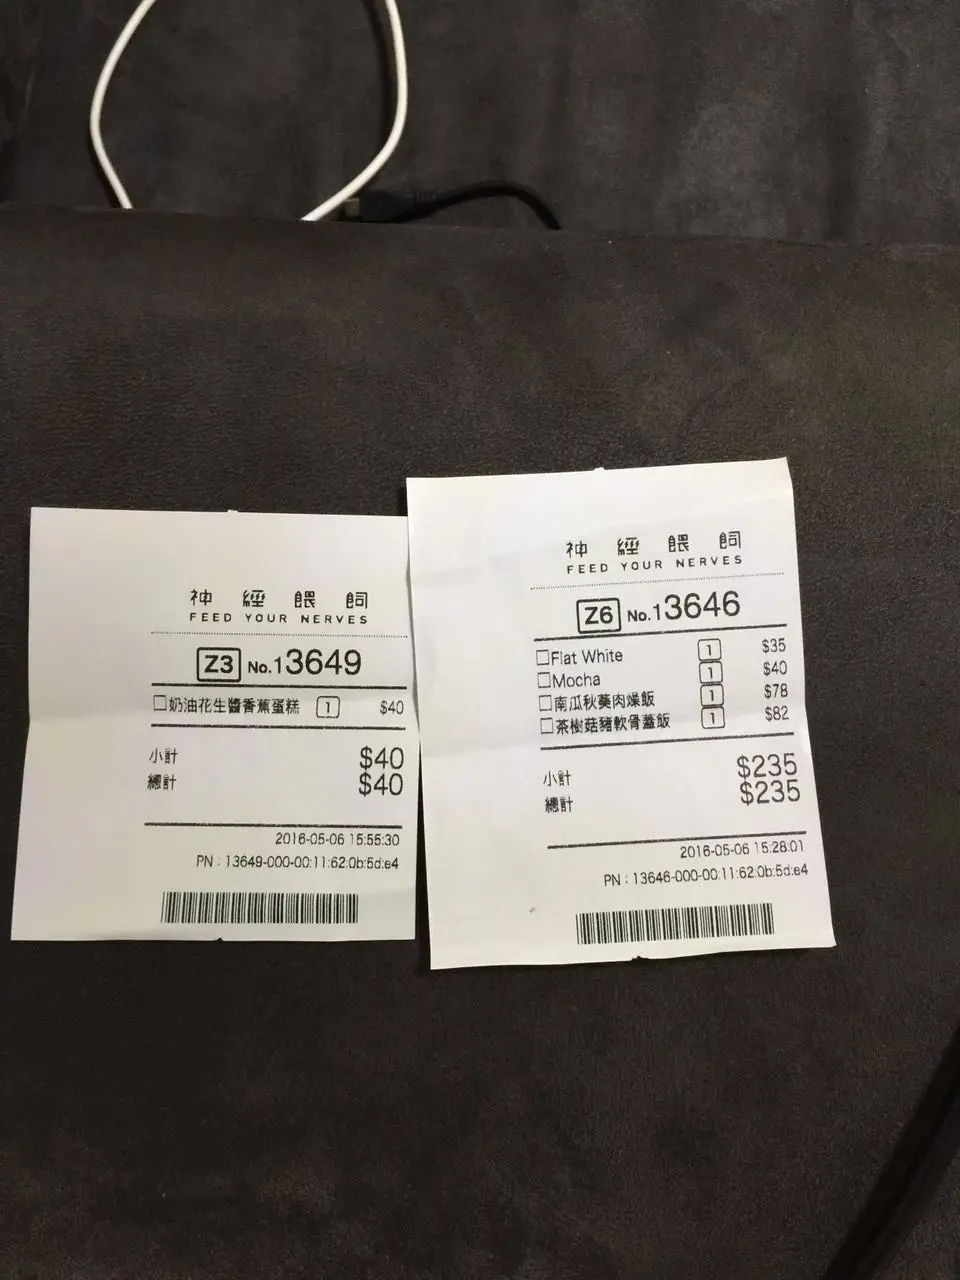 神經餵飼
FEED YOUR NERVES
Z3 No.13649
奶油花生醬香蕉蛋糕 1 $40
小計 $40
總計 $40
2016-05-06 15:55:30
PN : 13649-000-00:11:62:0b:5d:e4
神經餵飼
FEED YOUR NERVES
Z6 No.13646
Flat White 1 $35
Mocha 1 $40
南瓜秋葵肉燥飯 1 $78
茶樹菇豬軟骨蓋飯 1 $82
小計 $235
總計 $235
2016-05-06 15:28:01
PN : 13646-000-00:11:62:0b:5d:e4